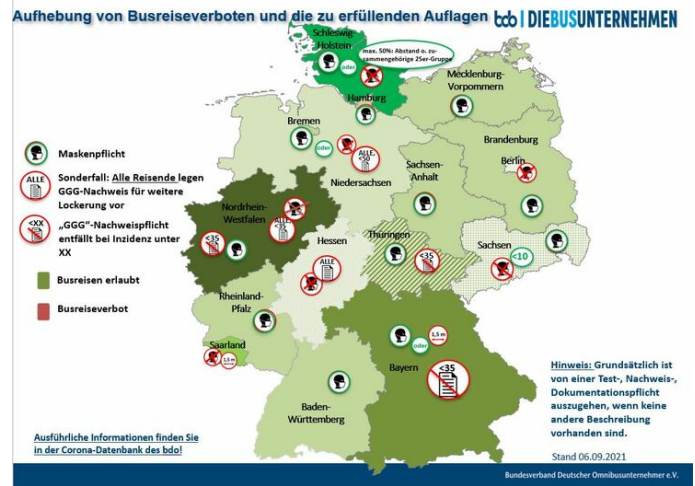 Aufhebung von Busreiseverboten und die zu erfüllenden Auflagen
bdo | DIEBUSUNTERNEHMEN
Schleswig-
Holstein
oder
max. 50%: Abstand o. zu-
sammengehörige 25er-Gruppe
Hamburg
Mecklenburg-
Vorpommern
Bremen
oder
ALLE
<50
Niedersachsen
Brandenburg
Berlin
Sachsen-
Anhalt
Maskenpflicht
ALLE
Sonderfall: Alle Reisende legen
GGG-Nachweis für weitere
Lockerung vor
<XX
„GGG“-Nachweispflicht
entfällt bei Inzidenz unter
XX
Busreisen erlaubt
Busreiseverbot
Nordrhein-
Westfalen
ALLE
<35
<35
Hessen
ALLE
Thüringen
<35
Sachsen
<10
Rheinland-
Pfalz
Saarland
1,5 m
1,5 m
oder
Bayern
<35
Baden-
Württemberg
Hinweis: Grundsätzlich ist
von einer Test-, Nachweis-,
Dokumentationspflicht
auszugehen, wenn keine
andere Beschreibung
vorhanden sind.
Ausführliche Informationen finden Sie
in der Corona-Datenbank des bdo!
Stand 06.09.2021
Bundesverband Deutscher Omnibusunternehmer e.V.